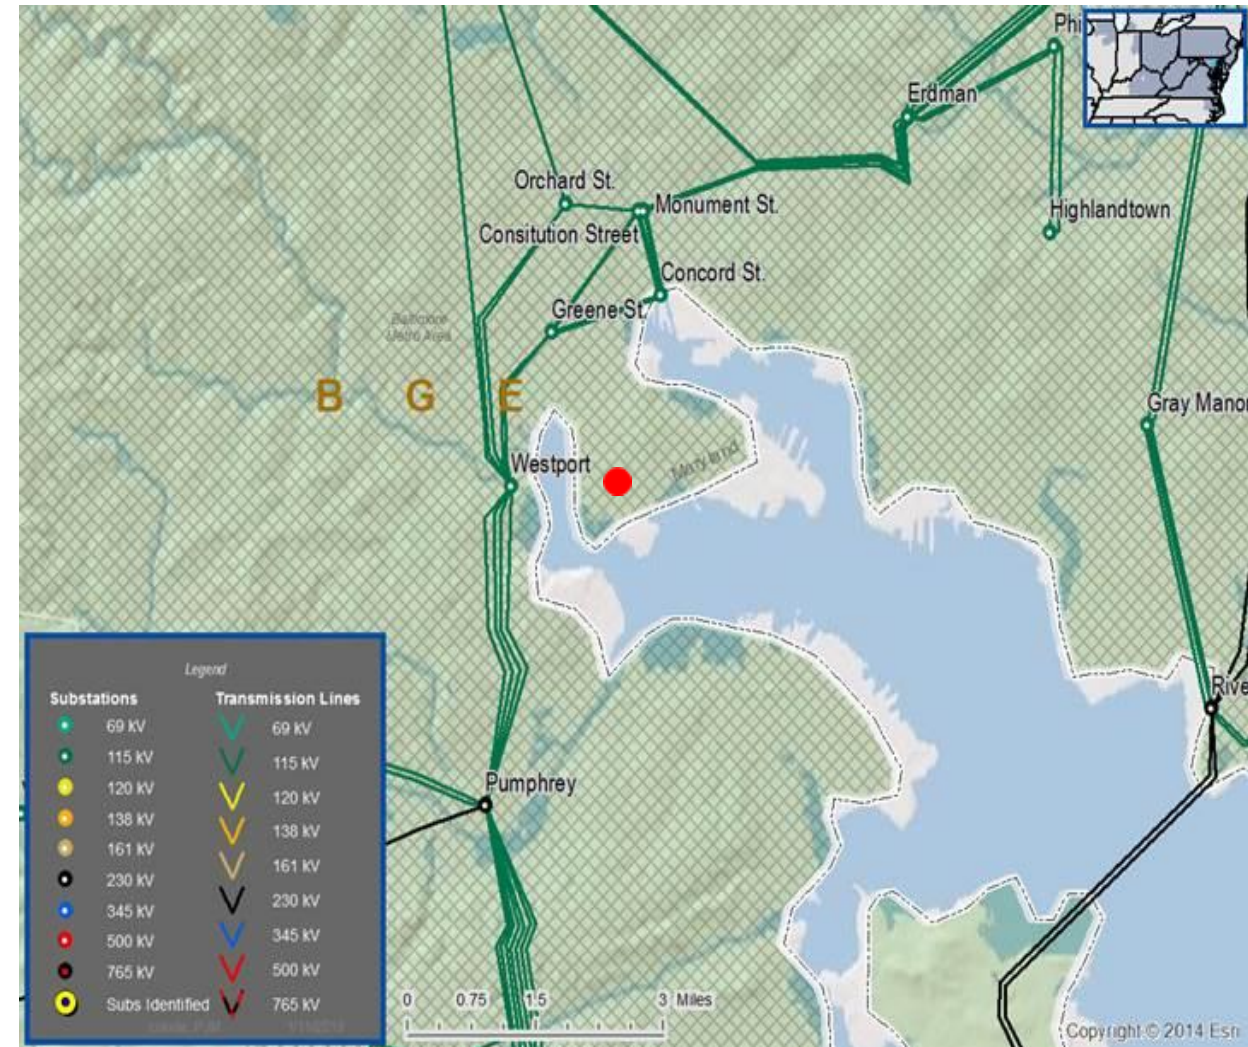 Phi
Erdman
Orchard St.
Monument St.
Highlandtown
Consitution Street
Concord St.
Greene St.
Baltimore
Metro Area
B G E
Gray Manor
Maryland
Westport
Rive
Pumphrey
Legend
Substations Transmission Lines
69 kV 69 kV
115 kV 115 kV
120 kV 120 kV
138 kV 138 kV
161 kV 161 kV
230 kV 230 kV
345 kV 345 kV
500 kV 500 kV
765 kV 765 kV
Subs Identified
0 0.75 1.5 3 Miles
Copyright:© 2014 Esri